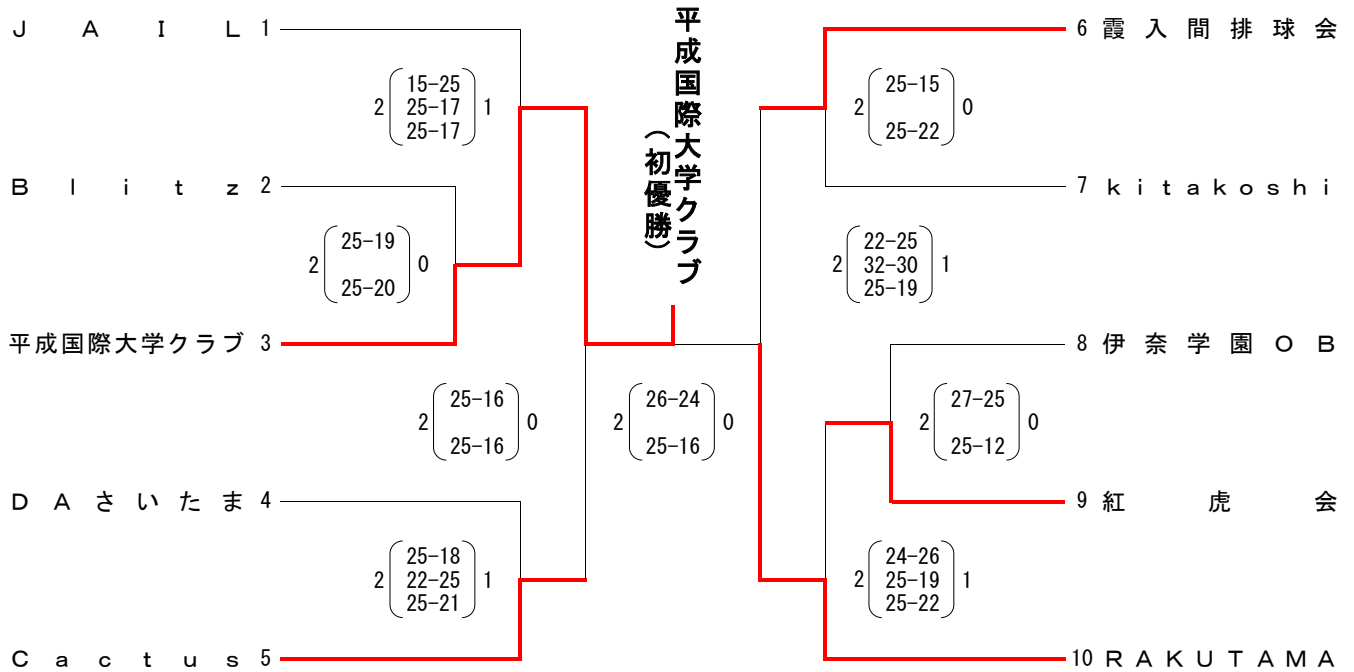 平成国際大学クラブ
（初優勝）
ＪＡＩＬ 1
2 15-25 1
25-17
25-17
Ｂｌｉｔｚ 2
2 25-19 0
25-20
平成国際大学クラブ 3
2 25-16 0
25-16
ＤＡさいたま 4
2 25-18 1
22-25
25-21
Ｃａｃｔｕｓ 5
2 26-24 0
25-16
6 霞入間排球会
2 25-15 0
25-22
7 ｋｉｔａｋｏｓｈｉ
2 22-25 1
32-30
25-19
8 伊奈学園ＯＢ
2 27-25 0
25-12
9 紅虎会
2 24-26 1
25-19
25-22
10 ＲＡＫＵＴＡＭＡ